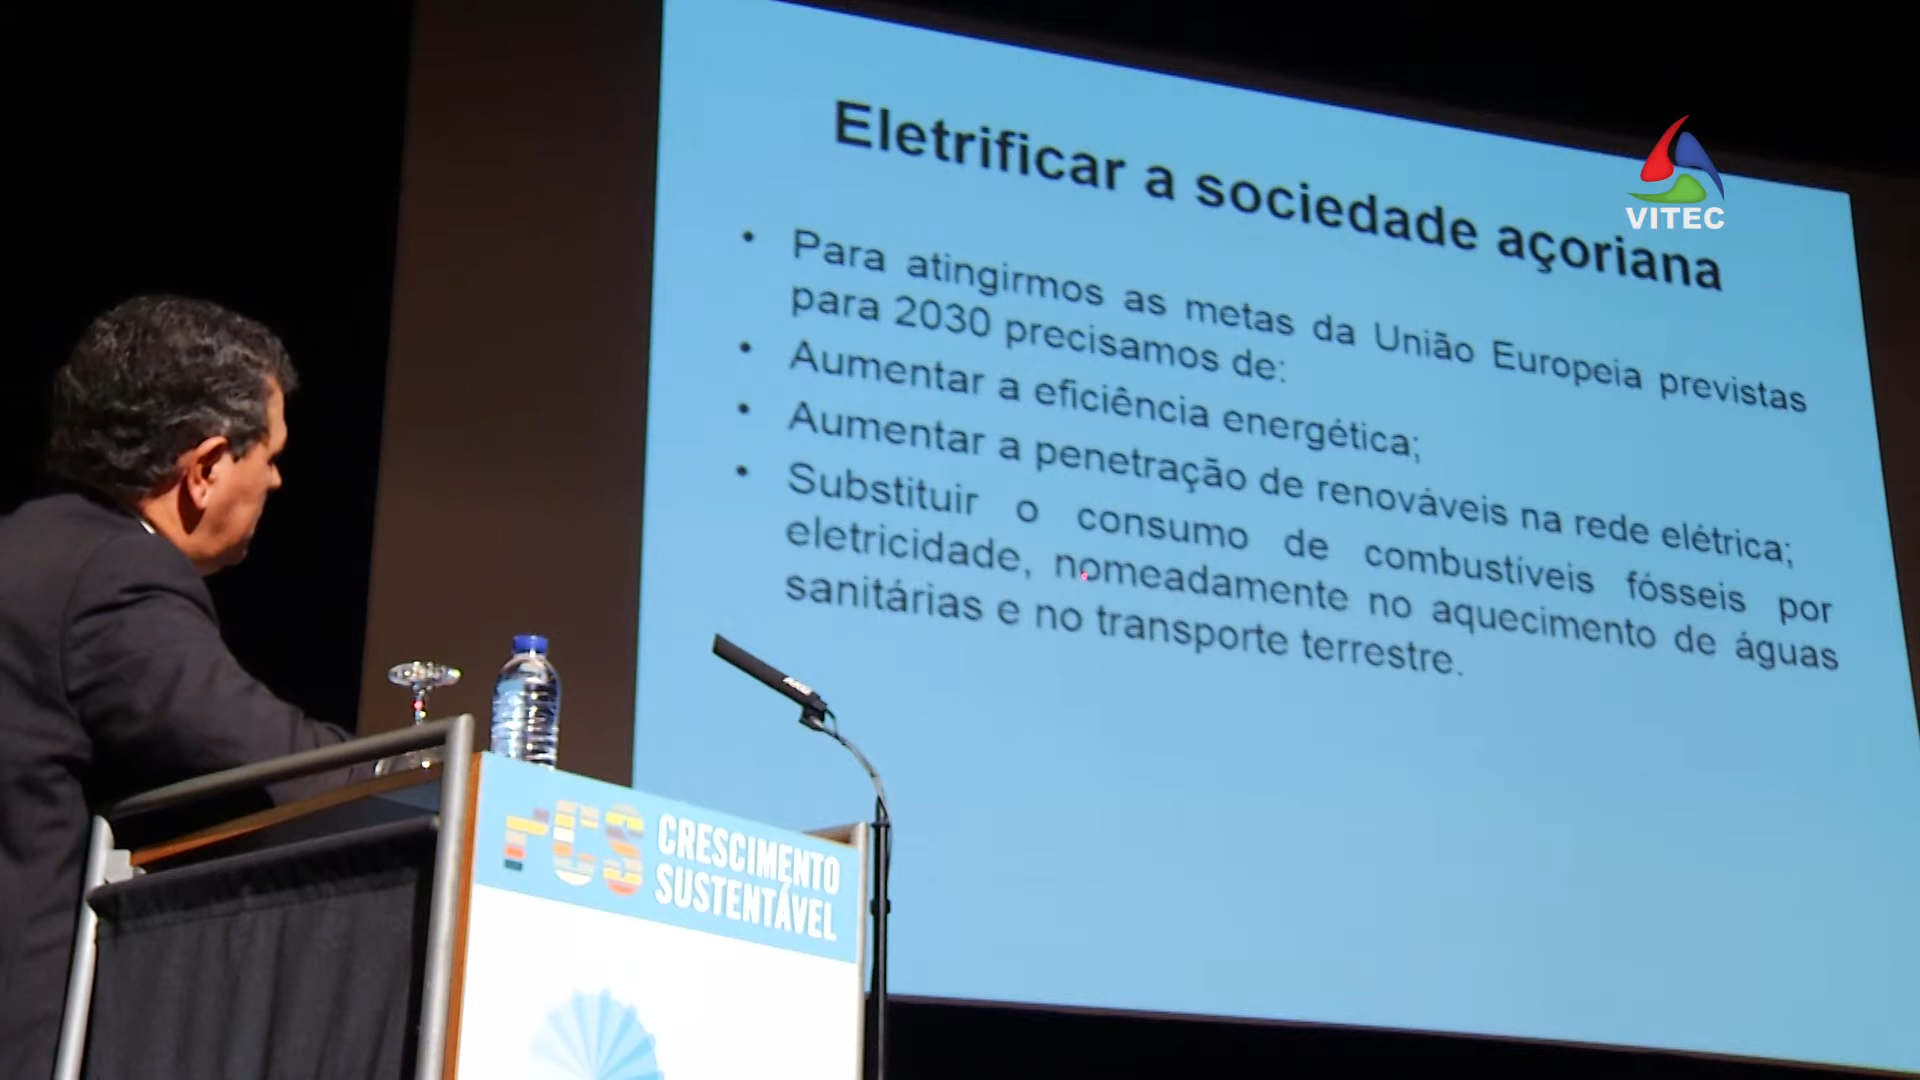 Eletrificar a sociedade açoriana
• Para atingirmos as metas da União Europeia previstas
para 2030 precisamos de:
• Aumentar a eficiência energética;
• Aumentar a penetração de renováveis na rede elétrica;
• Substituir o consumo de combustíveis fósseis por
eletricidade, nomeadamente no aquecimento de águas
sanitárias e no transporte terrestre.
VITEC
rCS CRESCIMENTO
SUSTENTÁVEL